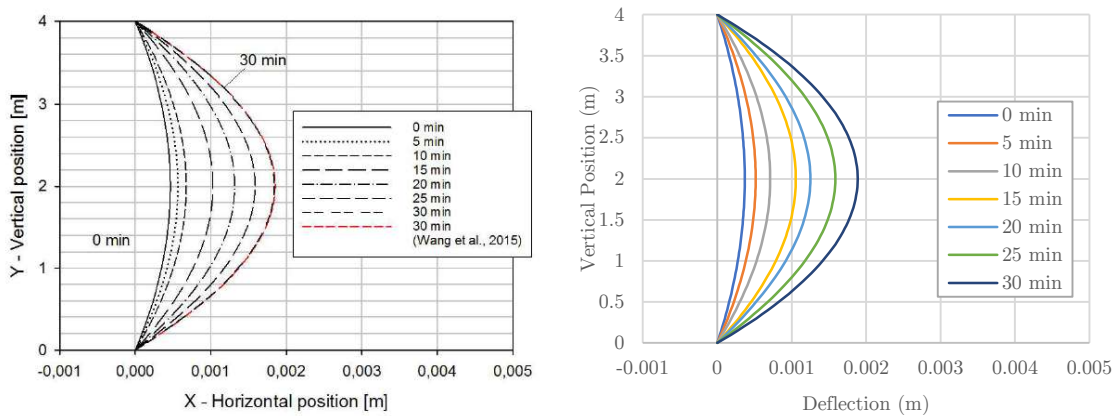 4
3
2
1
0
Y - Vertical position [m]
30 min
0 min
0 min
5 min
10 min
15 min
20 min
25 min
30 min
30 min
(Wang et al., 2015)
-0,001 0,000 0,001 0,002 0,003 0,004 0,005
X - Horizontal position [m]
4
3.5
3
2.5
2
1.5
1
0.5
0
Vertical Position (m)
0 min
5 min
10 min
15 min
20 min
25 min
30 min
-0.001 0 0.001 0.002 0.003 0.004 0.005
Deflection (m)